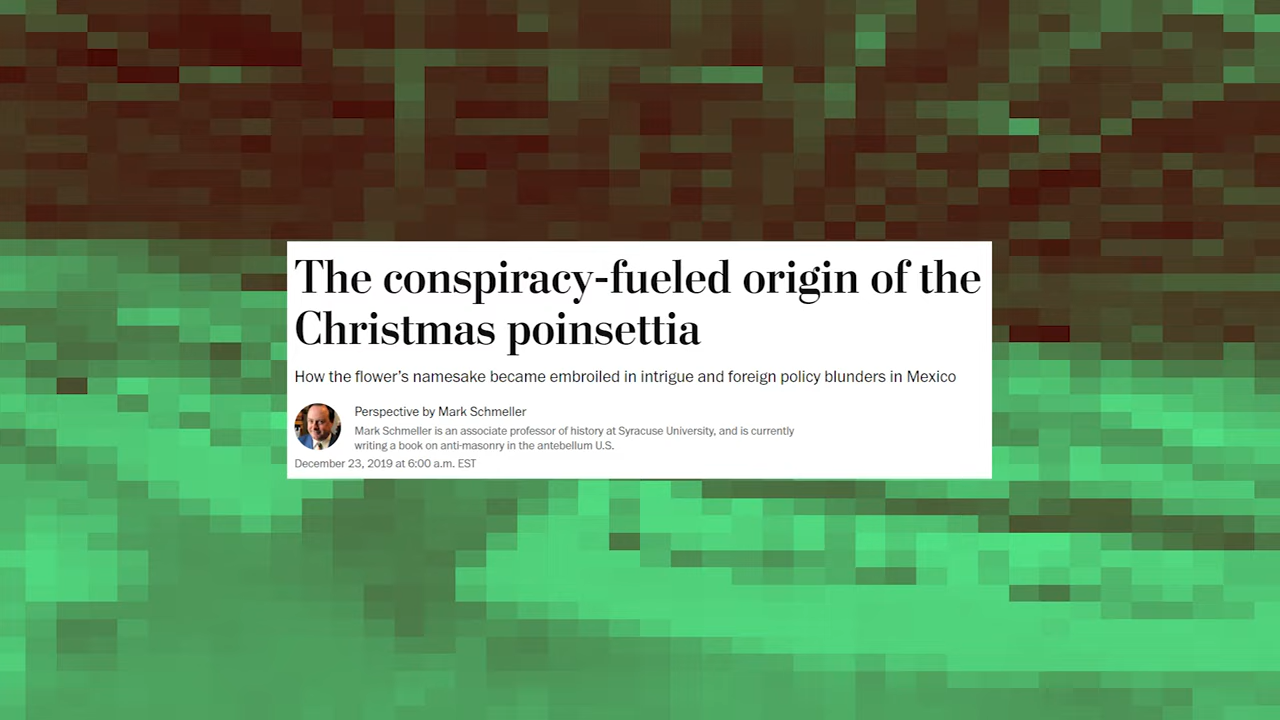 The conspiracy-fueled origin of the
Christmas poinsettia
How the flower's namesake became embroiled in intrigue and foreign policy blunders in Mexico
Perspective by Mark Schmeller
Mark Schmeller is an associate professor of history at Syracuse University, and is currently
writing a book on anti-masonry in the antebellum U.S.
December 23, 2019 at 6:00 a.m. EST